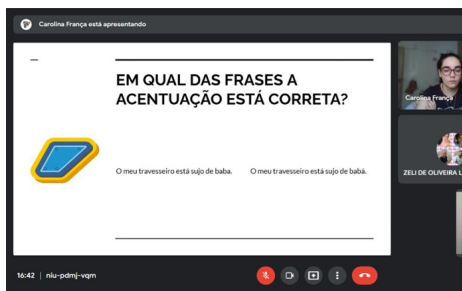 Carolina França está apresentando
EM QUAL DAS FRASES A
ACENTUAÇÃO ESTÁ CORRETA?
O meu travesseiro está sujo de baba.
O meu travesseiro está sujo de babá.
Carolina França
ZELI DE OLIVEIRA L
16:42 | niu-pdmj-vqm